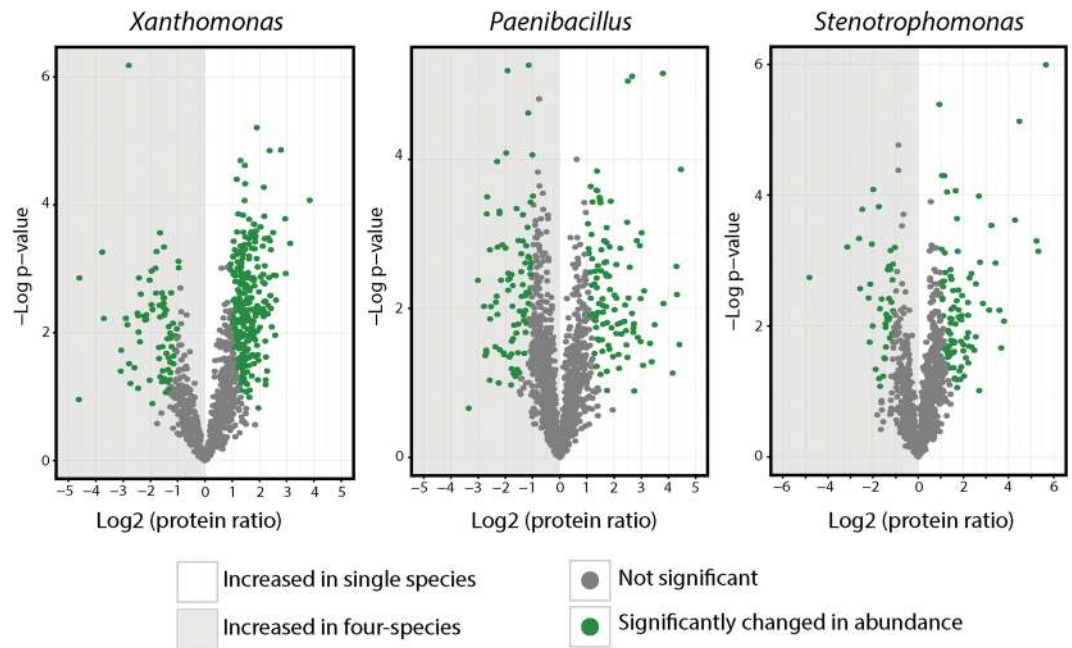 Xanthomonas
Paenibacillus
Stenotrophomonas
−Log p−value
6
4
2
0
−5 −4 −3 −2 −1 0 1 2 3 4 5
Log2 (protein ratio)
−Log p−value
4
2
0
−5 −4 −3 −2 −1 0 1 2 3 4 5
Log2 (protein ratio)
−Log p−value
6
4
2
0
−6 −4 −2 0 2 4 6
Log2 (protein ratio)
Increased in single species
Increased in four-species
Not significant
Significantly changed in abundance